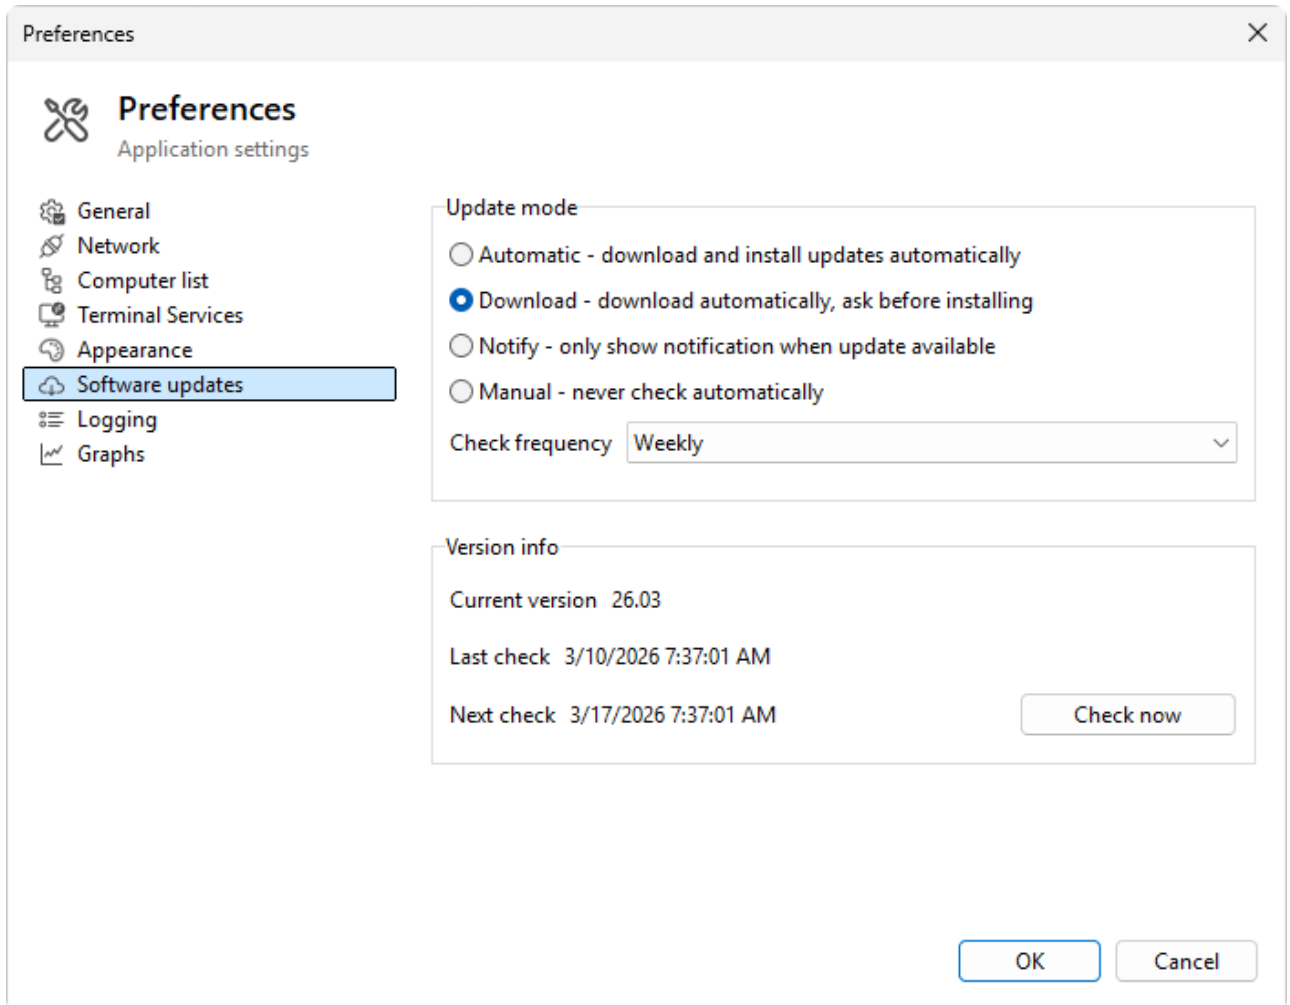 Preferences
Preferences
Application settings
General
Network
Computer list
Terminal Services
Appearance
Software updates
Logging
Graphs
Update mode
Automatic - download and install updates automatically
Download - download automatically, ask before installing
Notify - only show notification when update available
Manual - never check automatically
Check frequency Weekly
Version info
Current version 26.03
Last check 3/10/2026 7:37:01 AM
Next check 3/17/2026 7:37:01 AM Check now
OK Cancel